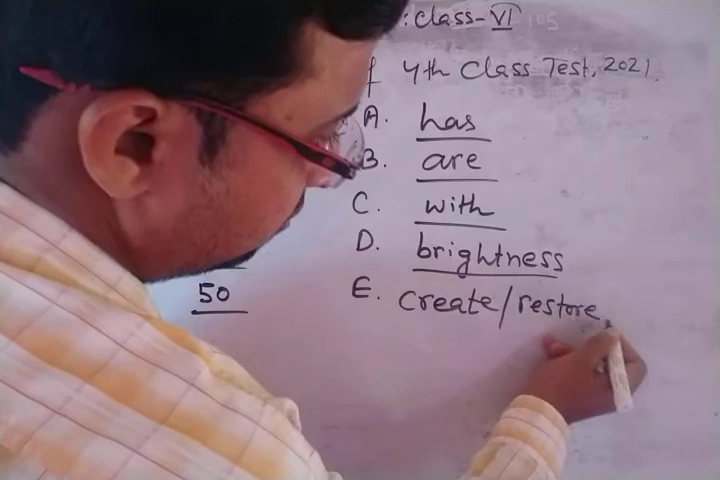 : class-VI
f 4th Class Test, 2021.
A. has
B. are
C. with
D. brightness
50
E. create/restore,